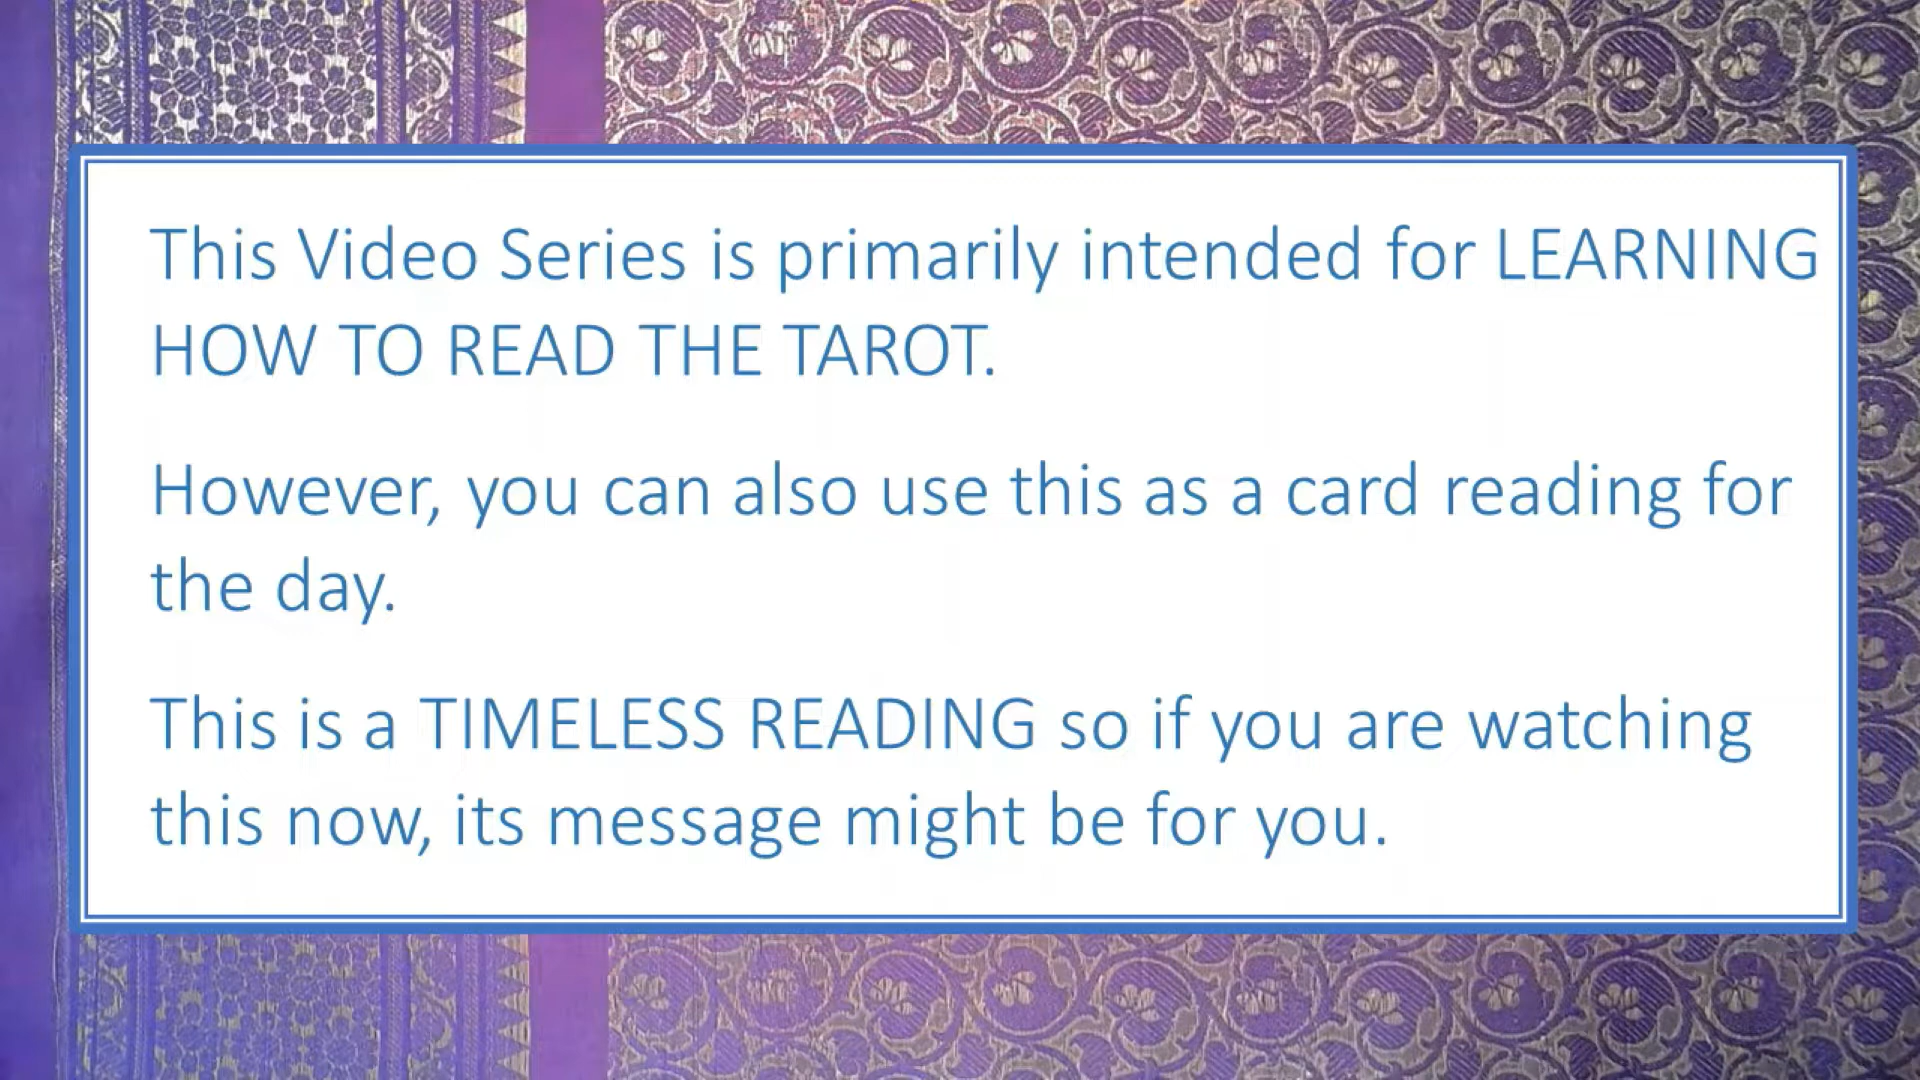 This Video Series is primarily intended for LEARNING
HOW TO READ THE TAROT.
However, you can also use this as a card reading for
the day.
This is a TIMELESS READING so if you are watching
this now, its message might be for you.